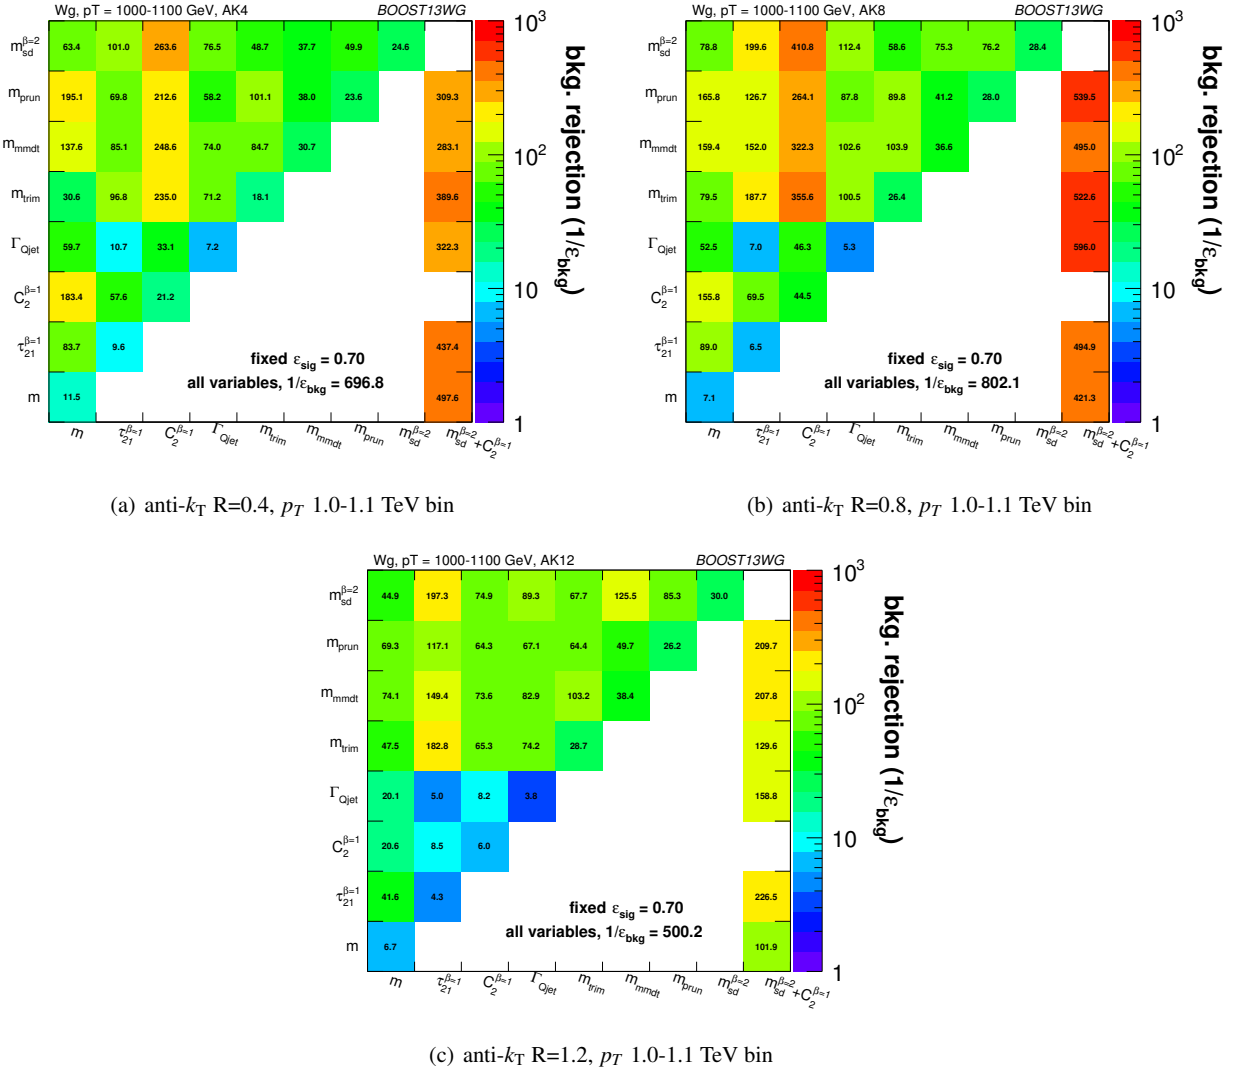 Wg, pT = 1000-1100 GeV, AK4 BOOST13WG
m_sd^β=2 63.4 101.0 263.6 76.5 48.7 37.7 49.9 24.6
m_prun 195.1 69.8 212.6 58.2 101.1 38.0 23.6 309.3
m_mmdt 137.6 85.1 248.6 74.0 84.7 30.7 283.1
m_trim 30.6 96.8 235.0 71.2 18.1 389.6
Γ_Qjet 59.7 10.7 33.1 7.2 322.3
C_2^β=1 183.4 57.6 21.2
τ_21^β=1 83.7 9.6 437.4
m 11.5 497.6
fixed ε_sig = 0.70
all variables, 1/ε_bkg = 696.8
m τ_21^β=1 C_2^β=1 Γ_Qjet m_trim m_mmdt m_prun m_sd^β=2 m_sd^β=2+C_2^β=1
10^3
10^2
10
1
bkg. rejection (1/ε_bkg)
(a) anti-k_T R=0.4, p_T 1.0-1.1 TeV bin
Wg, pT = 1000-1100 GeV, AK8 BOOST13WG
m_sd^β=2 78.8 199.6 410.8 112.4 58.6 75.3 76.2 28.4
m_prun 165.8 126.7 264.1 87.8 89.8 41.2 28.0 539.5
m_mmdt 159.4 152.0 322.3 102.6 103.9 36.6 495.0
m_trim 79.5 187.7 355.6 100.5 26.4 522.6
Γ_Qjet 52.5 7.0 46.3 5.3 596.0
C_2^β=1 155.8 69.5 44.5
τ_21^β=1 89.0 6.5 494.9
m 7.1 421.3
fixed ε_sig = 0.70
all variables, 1/ε_bkg = 802.1
m τ_21^β=1 C_2^β=1 Γ_Qjet m_trim m_mmdt m_prun m_sd^β=2 m_sd^β=2+C_2^β=1
10^3
10^2
10
1
bkg. rejection (1/ε_bkg)
(b) anti-k_T R=0.8, p_T 1.0-1.1 TeV bin
Wg, pT = 1000-1100 GeV, AK12 BOOST13WG
m_sd^β=2 44.9 197.3 74.9 89.3 67.7 125.5 85.3 30.0
m_prun 69.3 117.1 64.3 67.1 64.4 49.7 26.2 209.7
m_mmdt 74.1 149.4 73.6 82.9 103.2 38.4 207.8
m_trim 47.5 182.8 65.3 74.2 28.7 129.6
Γ_Qjet 20.1 5.0 8.2 3.8 158.8
C_2^β=1 20.6 8.5 6.0
τ_21^β=1 41.6 4.3 226.5
m 6.7 101.9
fixed ε_sig = 0.70
all variables, 1/ε_bkg = 500.2
m τ_21^β=1 C_2^β=1 Γ_Qjet m_trim m_mmdt m_prun m_sd^β=2 m_sd^β=2+C_2^β=1
10^3
10^2
10
1
bkg. rejection (1/ε_bkg)
(c) anti-k_T R=1.2, p_T 1.0-1.1 TeV bin